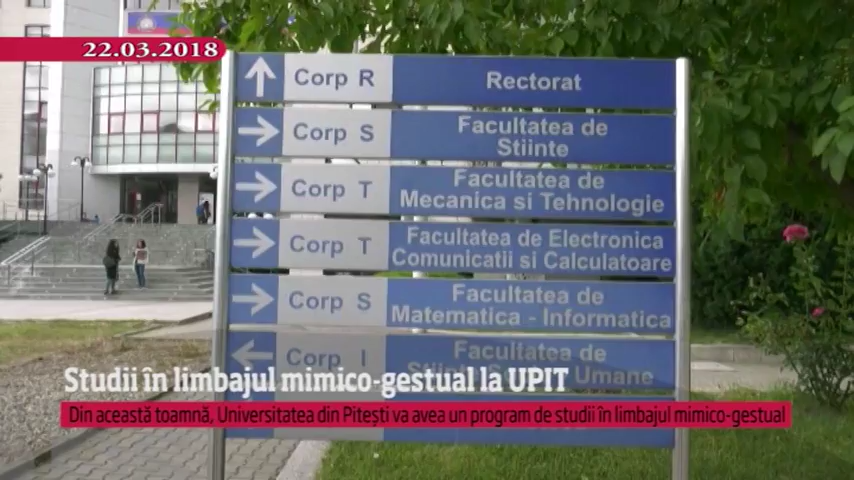 22.03.2018
Corp R Rectorat
Corp S Facultatea de
Stiinte
Corp T Facultatea de
Mecanica si Tehnologie
Corp T Facultatea de Electronica
Comunicatii si Calculatoare
Corp S Facultatea de
Matematica - Informatica
Corp I Facultatea de
Umane
Studii în limbajul mimico-gestual la UPIT
Din această toamnă, Universitatea din Pitești va avea un program de studii în limbajul mimico-gestual